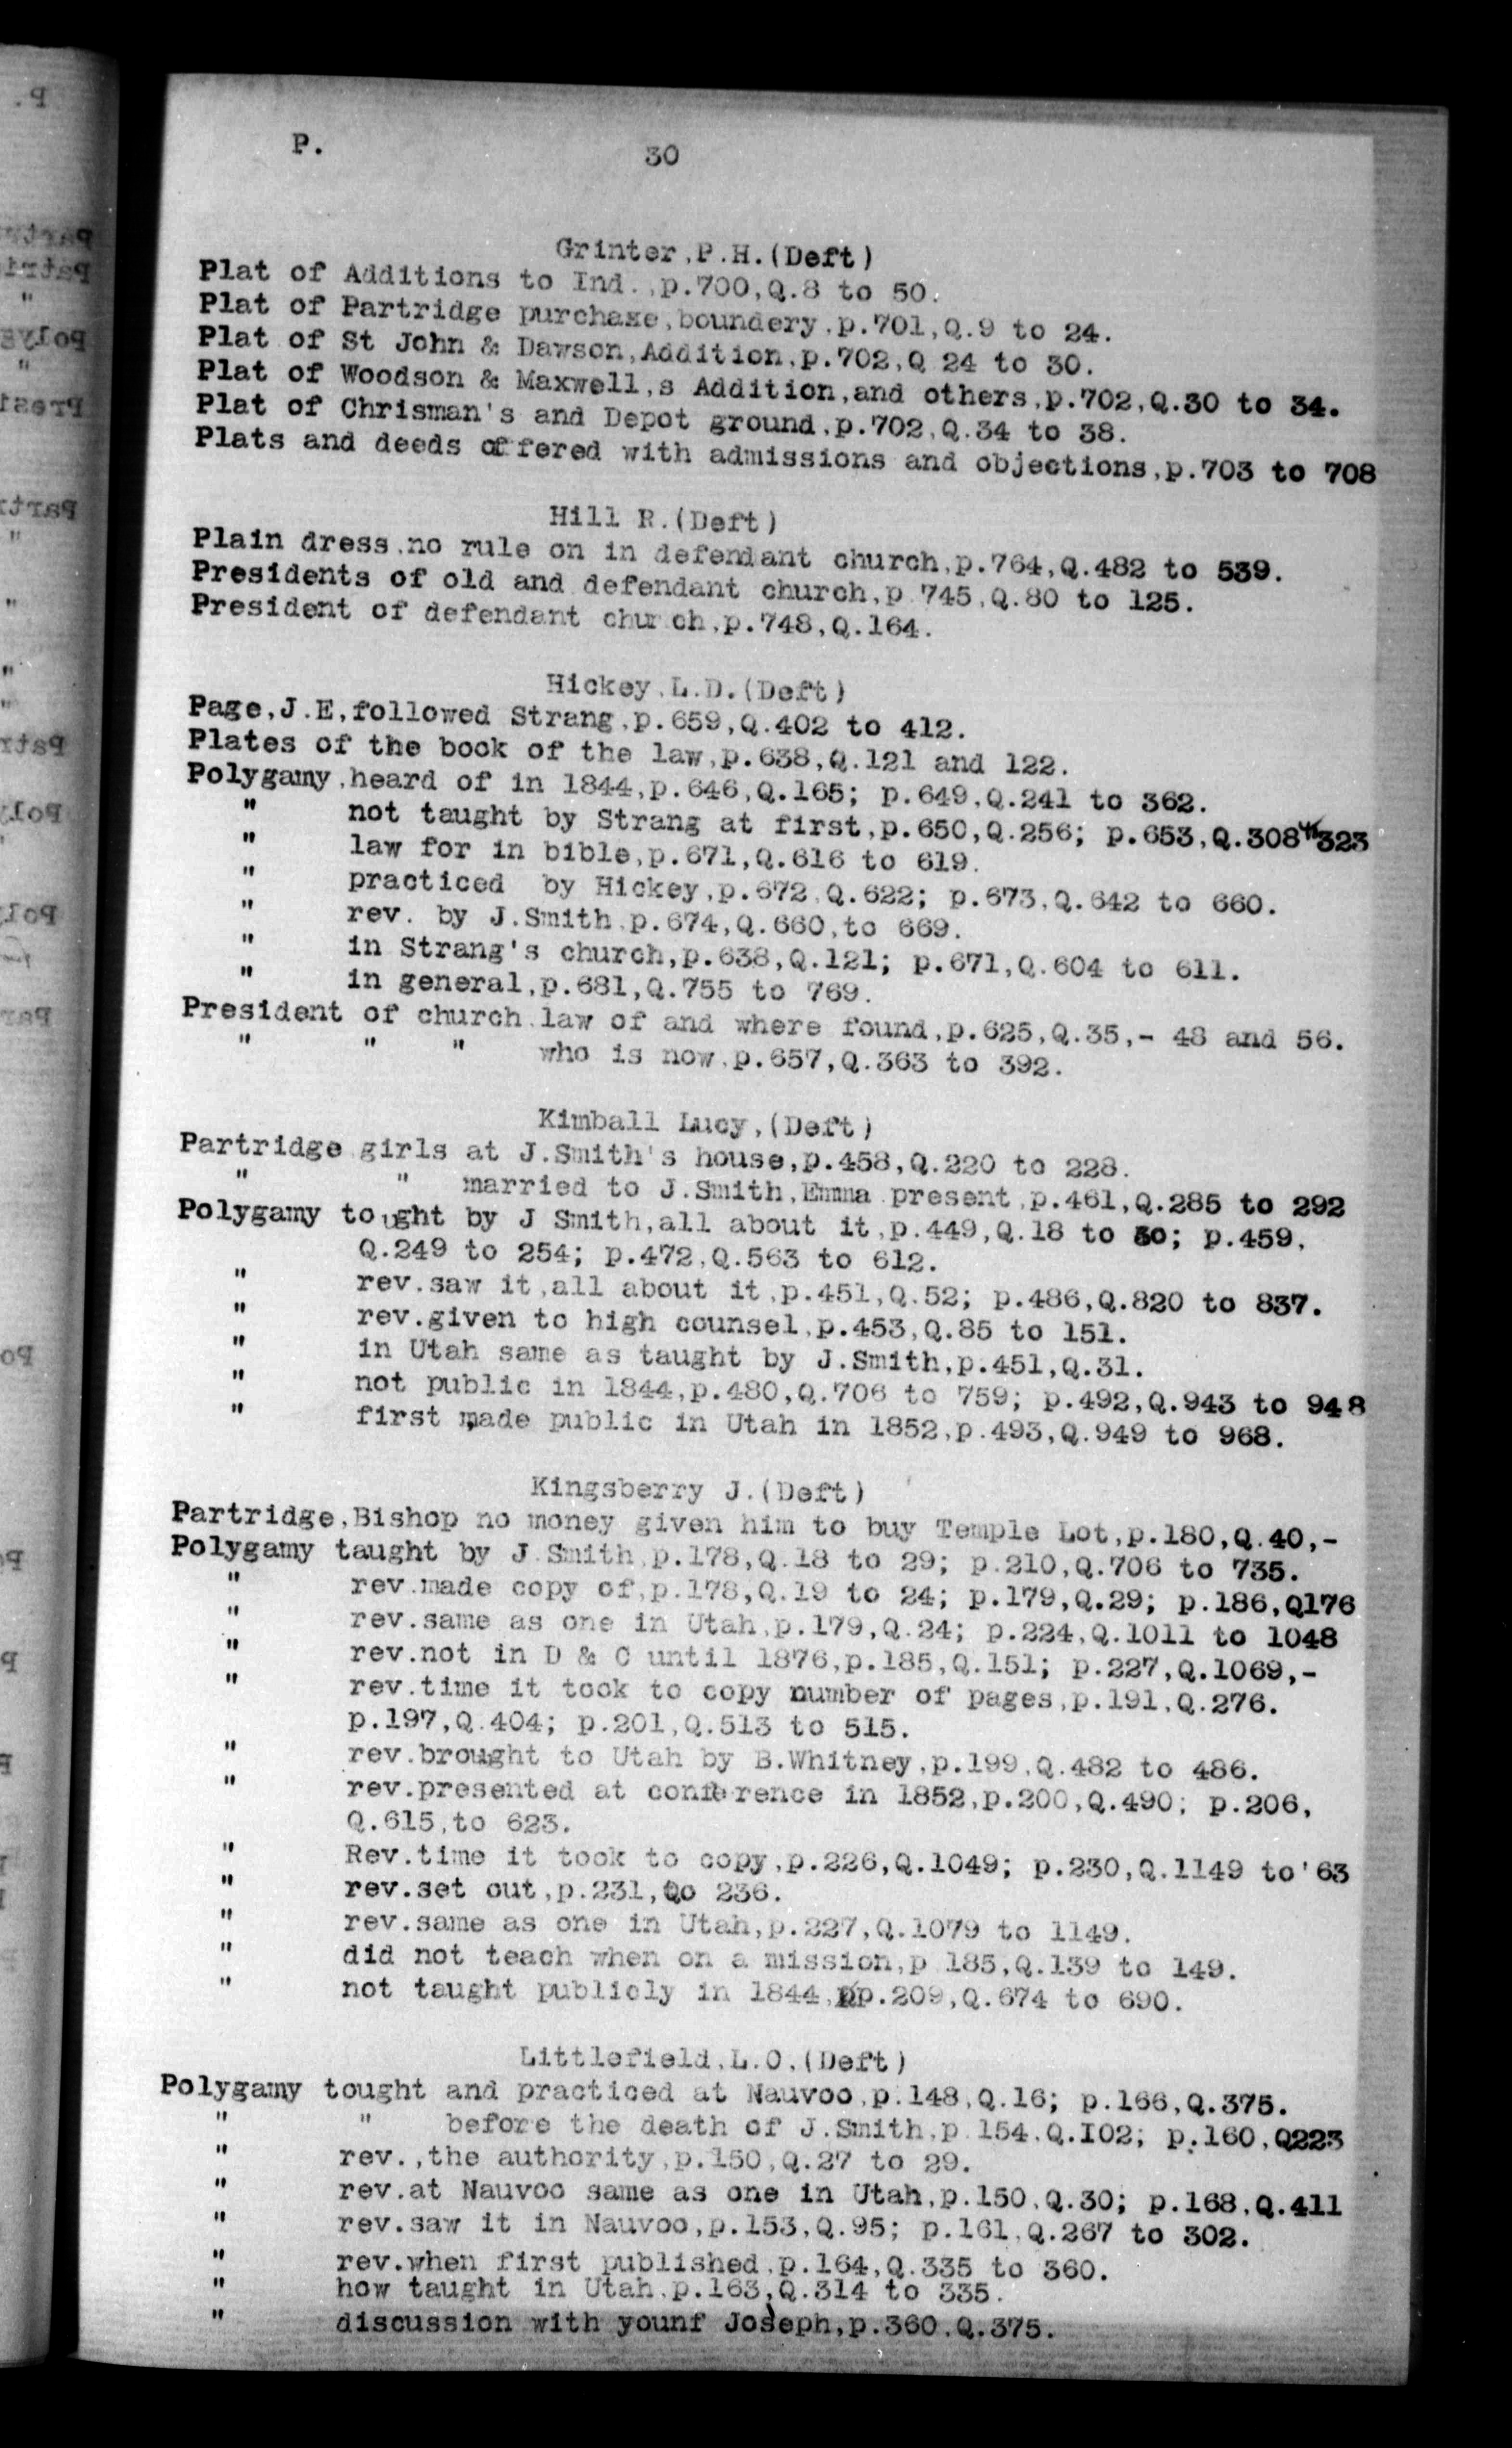 P. 30
Grinter,P.H.(Deft)
Plat of Additions to Ind.,p.700,Q.8 to 50.
Plat of Partridge purchase,boundery,p.701,Q.9 to 24.
Plat of St John & Dawson,Addition,p.702,Q 24 to 30.
Plat of Woodson & Maxwell,s Addition,and others,p.702,Q.30 to 34.
Plat of Chrisman's and Depot ground,p.702,Q.34 to 38.
Plats and deeds offered with admissions and objections,p.703 to 708
Hill R.(Deft)
Plain dress,no rule on in defendant church,p.764,Q.482 to 539.
Presidents of old and defendant church,p 745,Q.80 to 125.
President of defendant church,p.748,Q.164.
Hickey,L.D.(Deft)
Page,J.E,followed Strang,p.659,Q.402 to 412.
Plates of the book of the law,p.638,Q.121 and 122.
Polygamy,heard of in 1844,p.646,Q.165; p.649,Q.241 to 362.
" not taught by Strang at first,p.650,Q.256; p.653,Q.308 to 323
" law for in bible,p.671,Q.616 to 619.
" practiced by Hickey,p.672,Q.622; p.673,Q.642 to 660.
" rev. by J.Smith,p.674,Q.660,to 669.
" in Strang's church,p.638,Q.121; p.671,Q.604 to 611.
" in general,p.681,Q.755 to 769.
President of church,law of and where found,p.625,Q.35,- 48 and 56.
" " " who is now,p.657,Q.363 to 392.
Kimball Lucy,(Deft)
Partridge girls at J.Smith's house,p.458,Q.220 to 228.
" " married to J.Smith,Emma present,p.461,Q.285 to 292
Polygamy tought by J Smith,all about it,p.449,Q.18 to 30; p.459,
Q.249 to 254; p.472,Q.563 to 612.
" rev.saw it,all about it,p.451,Q.52; p.486,Q.820 to 837.
" rev.given to high counsel,p.453,Q.85 to 151.
" in Utah same as taught by J.Smith,p.451,Q.31.
" not public in 1844,p.480,Q.706 to 759; p.492,Q.943 to 948
" first made public in Utah in 1852,p.493,Q.949 to 968.
Kingsberry J.(Deft)
Partridge,Bishop no money given him to buy Temple Lot,p.180,Q.40,-
Polygamy taught by J.Smith,p.178,Q.18 to 29; p.210,Q.706 to 735.
" rev.made copy of,p.178,Q.19 to 24; p.179,Q.29; p.186,Q176
" rev.same as one in Utah,p.179,Q.24; p.224,Q.1011 to 1048
" rev.not in D & C until 1876,p.185,Q.151; p.227,Q.1069,-
" rev.time it took to copy number of pages,p.191,Q.276.
p.197,Q.404; p.201,Q.513 to 515.
" rev.brought to Utah by B.Whitney,p.199,Q.482 to 486.
" rev.presented at conference in 1852,p.200,Q.490; p.206,
Q.615,to 623.
" Rev.time it took to copy,p.226,Q.1049; p.230,Q.1149 to'63
" rev.set out,p.231,to 236.
" rev.same as one in Utah,p.227,Q.1079 to 1149.
" did not teach when on a mission,p 185,Q.139 to 149.
" not taught publicly in 1844,pp.209,Q.674 to 690.
Littlefield,L.O.(Deft)
Polygamy tought and practiced at Nauvoo,p.148,Q.16; p.166,Q.375.
" " before the death of J.Smith,p 154,Q.I02; p.160,Q223
" rev.,the authority,p.150,Q.27 to 29.
" rev.at Nauvoo same as one in Utah,p.150,Q.30; p.168,Q.411
" rev.saw it in Nauvoo,p.153,Q.95; p.161,Q.267 to 302.
" rev.when first published,p.164,Q.335 to 360.
" how taught in Utah,p.163,Q.314 to 335.
" discussion with younf Joseph,p.360,Q.375.